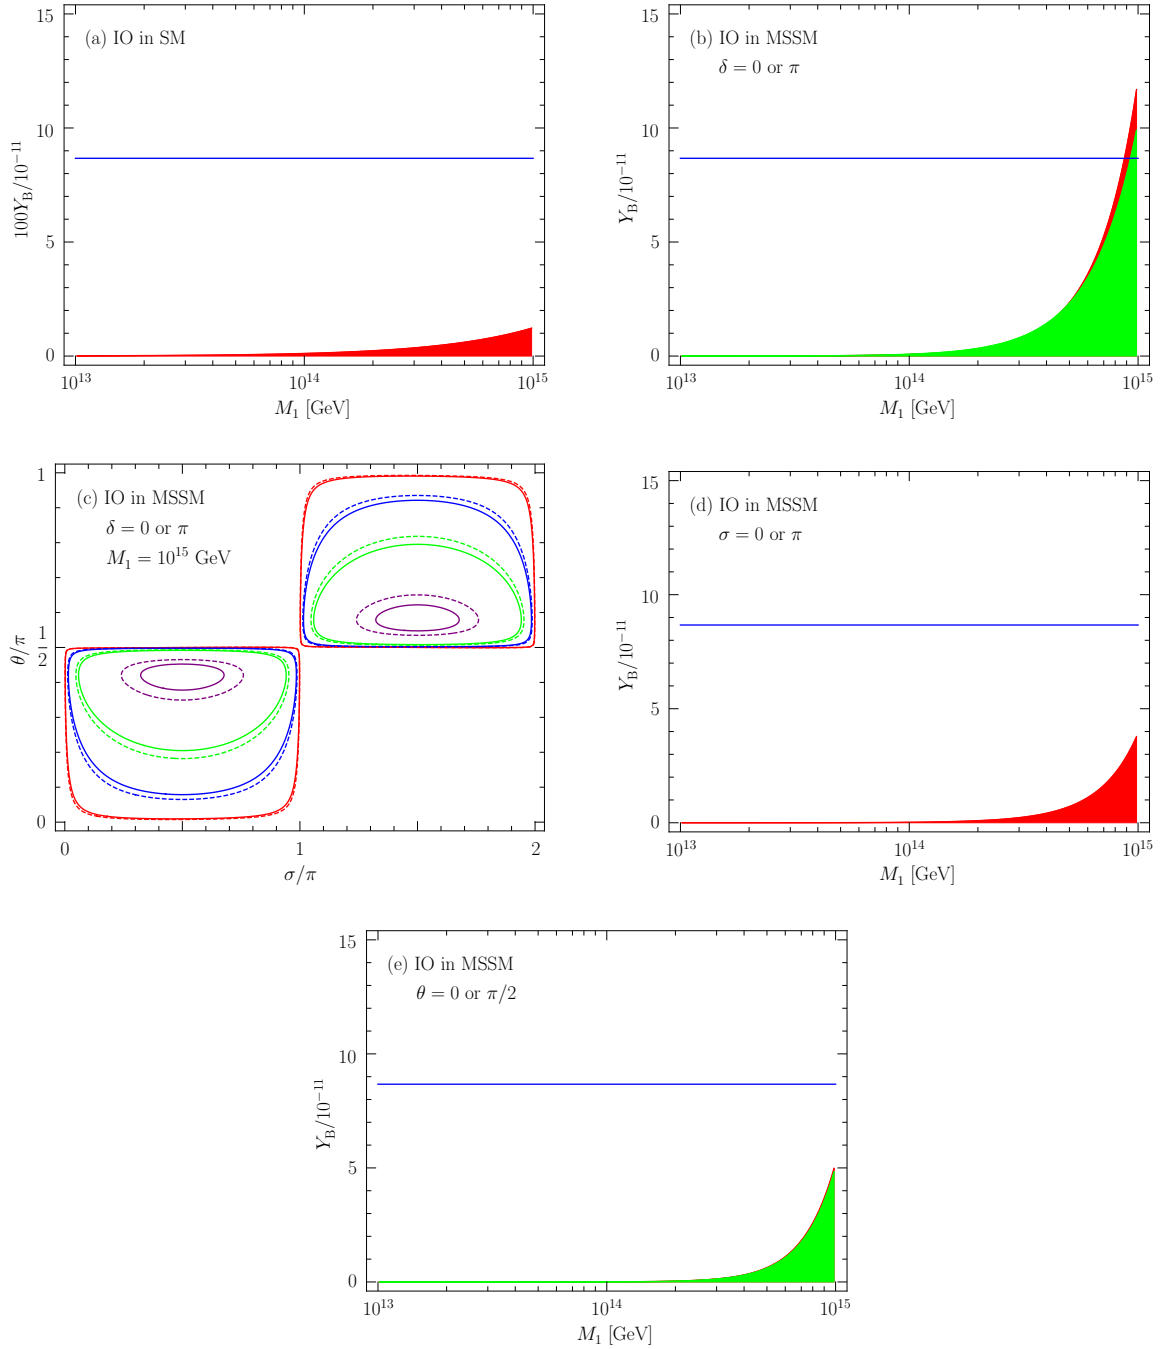 (a) IO in SM
100Y_B/10^{-11}
15
10
5
0
10^{13}
10^{14}
10^{15}
M_1 [GeV]
(b) IO in MSSM
δ = 0 or π
Y_B/10^{-11}
15
10
5
0
10^{13}
10^{14}
10^{15}
M_1 [GeV]
(c) IO in MSSM
δ = 0 or π
M_1 = 10^{15} GeV
θ/π
1
1/2
0
0
1
2
σ/π
(d) IO in MSSM
σ = 0 or π
Y_B/10^{-11}
15
10
5
0
10^{13}
10^{14}
10^{15}
M_1 [GeV]
(e) IO in MSSM
θ = 0 or π/2
Y_B/10^{-11}
15
10
5
0
10^{13}
10^{14}
10^{15}
M_1 [GeV]